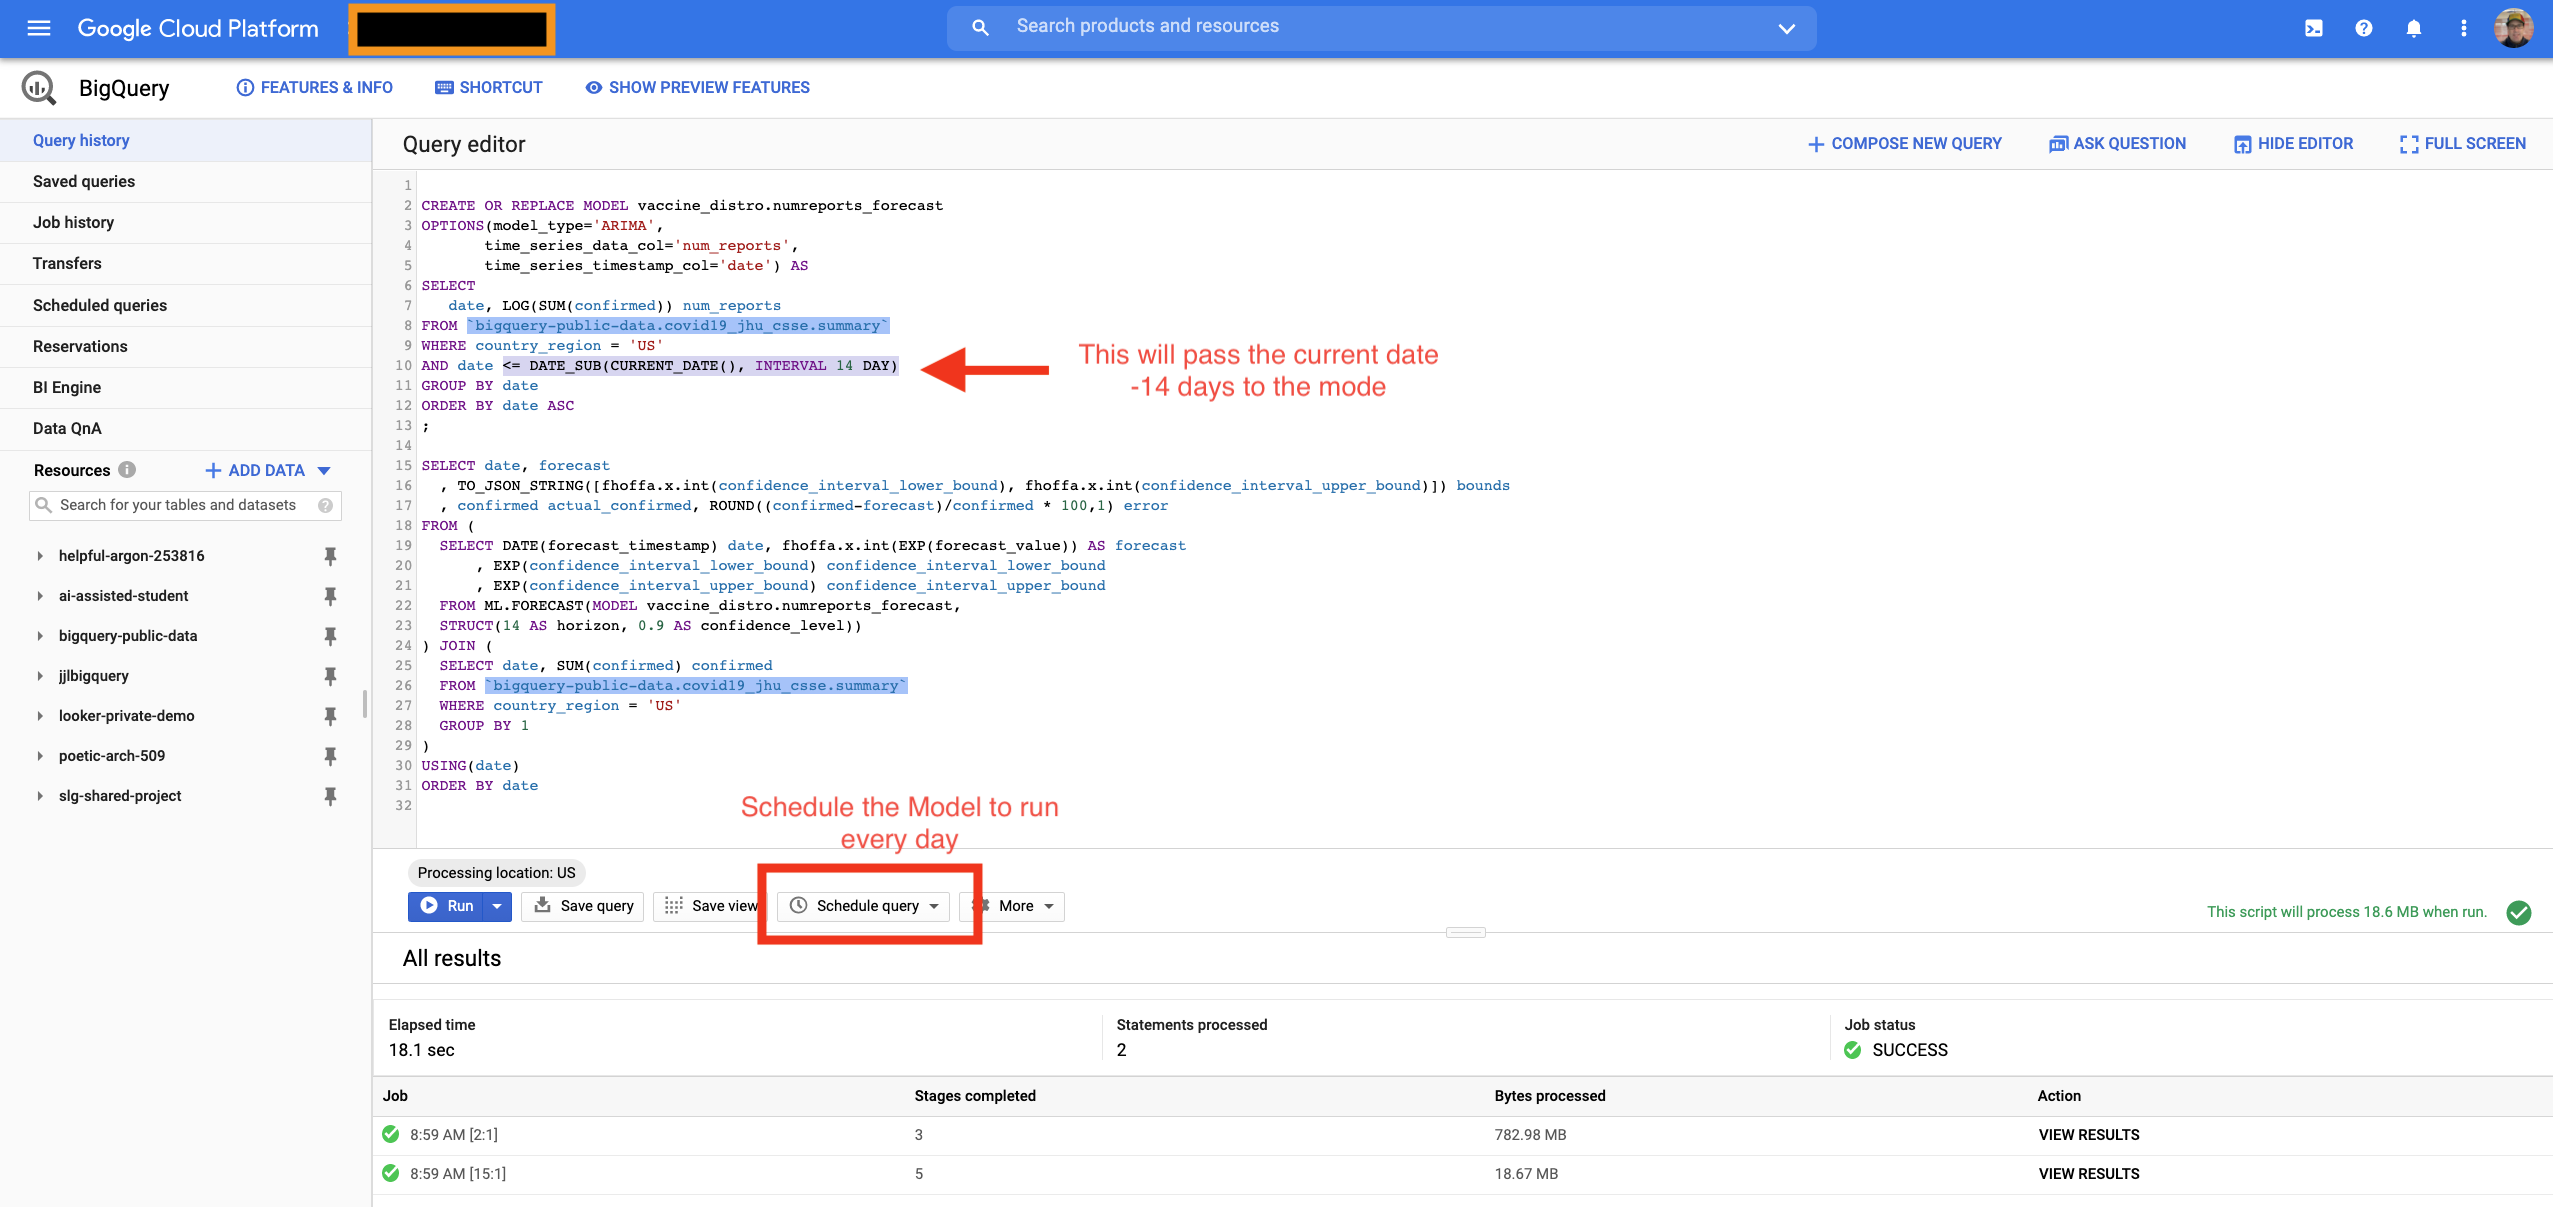 Google Cloud Platform
Search products and resources
BigQuery
FEATURES & INFO
SHORTCUT
SHOW PREVIEW FEATURES
Query history
Saved queries
Job history
Transfers
Scheduled queries
Reservations
BI Engine
Data QnA
Resources
ADD DATA
Search for your tables and datasets
helpful-argon-253816
ai-assisted-student
bigquery-public-data
jjlbigquery
looker-private-demo
poetic-arch-509
slg-shared-project
Query editor
COMPOSE NEW QUERY
ASK QUESTION
HIDE EDITOR
FULL SCREEN
1
2 CREATE OR REPLACE MODEL vaccine_distro.numreports_forecast
3 OPTIONS(model_type='ARIMA',
4 time_series_data_col='num_reports',
5 time_series_timestamp_col='date') AS
6 SELECT
7 date, LOG(SUM(confirmed)) num_reports
8 FROM `bigquery-public-data.covid19_jhu_csse.summary`
9 WHERE country_region = 'US'
10 AND date <= DATE_SUB(CURRENT_DATE(), INTERVAL 14 DAY)
11 GROUP BY date
12 ORDER BY date ASC
13 ;
14
15 SELECT date, forecast
16 , TO_JSON_STRING([fhoffa.x.int(confidence_interval_lower_bound), fhoffa.x.int(confidence_interval_upper_bound)]) bounds
17 , confirmed actual_confirmed, ROUND((confirmed-forecast)/confirmed * 100,1) error
18 FROM (
19 SELECT DATE(forecast_timestamp) date, fhoffa.x.int(EXP(forecast_value)) AS forecast
20 , EXP(confidence_interval_lower_bound) confidence_interval_lower_bound
21 , EXP(confidence_interval_upper_bound) confidence_interval_upper_bound
22 FROM ML.FORECAST(MODEL vaccine_distro.numreports_forecast,
23 STRUCT(14 AS horizon, 0.9 AS confidence_level))
24 ) JOIN (
25 SELECT date, SUM(confirmed) confirmed
26 FROM `bigquery-public-data.covid19_jhu_csse.summary`
27 WHERE country_region = 'US'
28 GROUP BY 1
29 )
30 USING(date)
31 ORDER BY date
32
This will pass the current date
-14 days to the mode
Schedule the Model to run
every day
Processing location: US
Run
Save query
Save view
Schedule query
More
This script will process 18.6 MB when run.
All results
Elapsed time
18.1 sec
Statements processed
2
Job status
SUCCESS
Job Stages completed Bytes processed Action
8:59 AM [2:1] 3 782.98 MB VIEW RESULTS
8:59 AM [15:1] 5 18.67 MB VIEW RESULTS